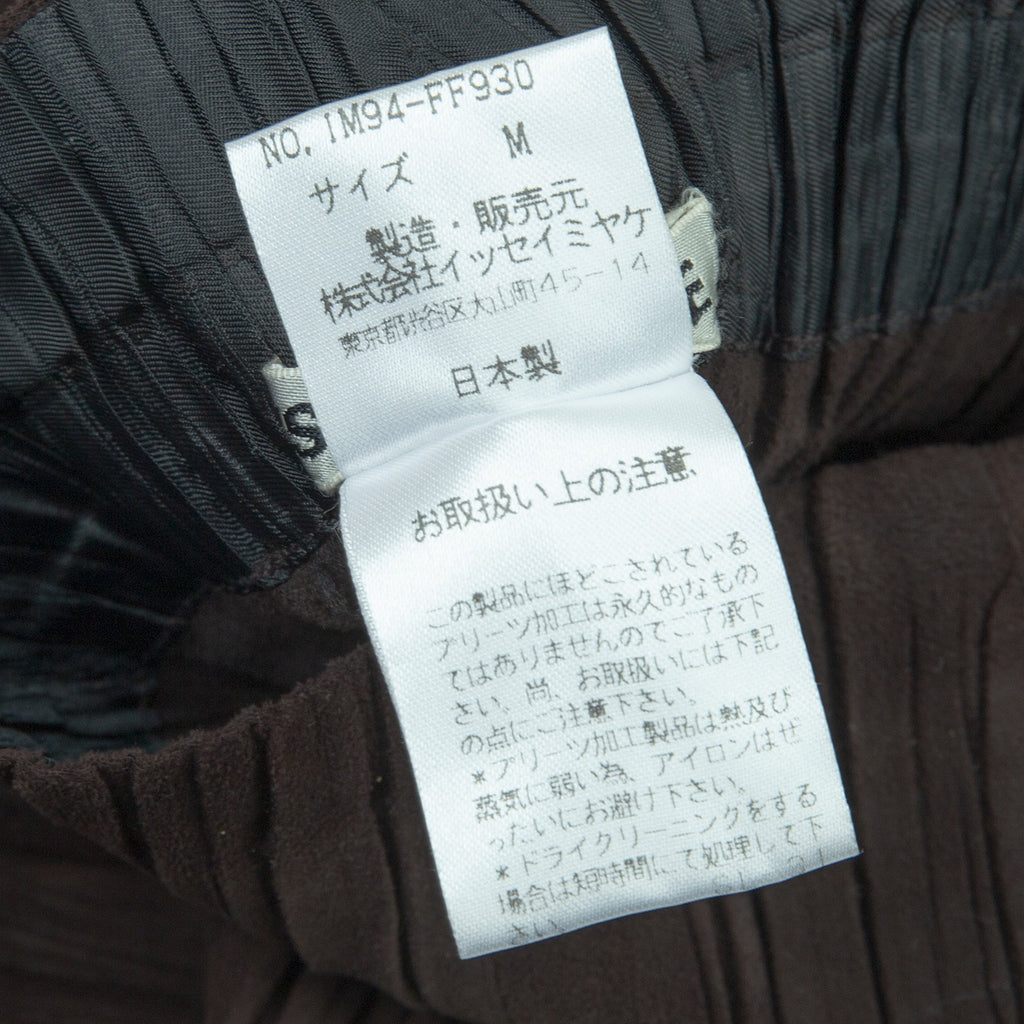 NO. IM94-FF930
サイズ M
製造・販売元
株式会社イッセイミヤケ
東京都渋谷区大山町45-14
日本製
お取扱い上の注意
この製品にほどこされている
プリーツ加工は永久的なもの
ではありませんのでご了承下
さい。尚、お取扱いには下記
の点にご注意下さい。
*プリーツ加工製品は熱及び
蒸気に弱い為、アイロンはぜ
ったいにお避け下さい。
*ドライクリーニングをする
場合は短時間にて処理して下
さい。
S